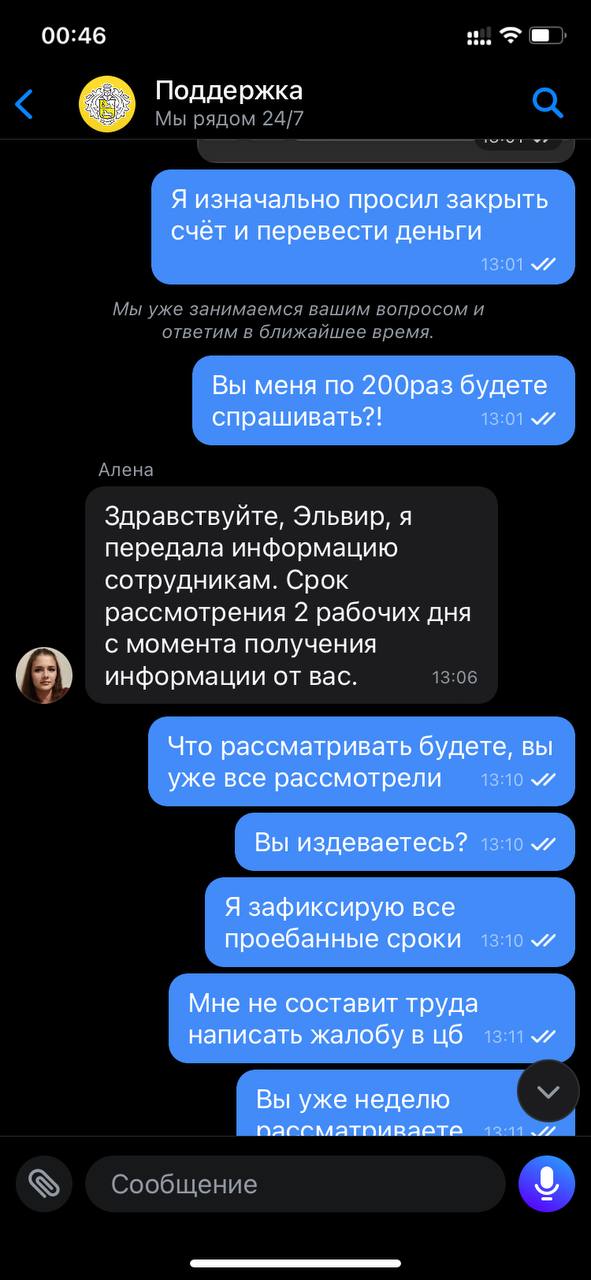 00:46
Поддержка
Мы рядом 24/7
Я изначально просил закрыть
счёт и перевести деньги
13:01
Мы уже занимаемся вашим вопросом и
ответим в ближайшее время.
Вы меня по 200раз будете
спрашивать?! 13:01
Алена
Здравствуйте, Эльвир, я
передала информацию
сотрудникам. Срок
рассмотрения 2 рабочих дня
с момента получения
информации от вас. 13:06
Что рассматривать будете, вы
уже все рассмотрели 13:10
Вы издеваетесь? 13:10
Я зафиксирую все
проебанные сроки 13:10
Мне не составит труда
написать жалобу в цб 13:11
Вы уже неделю
рассматриваете 13:11
Сообщение